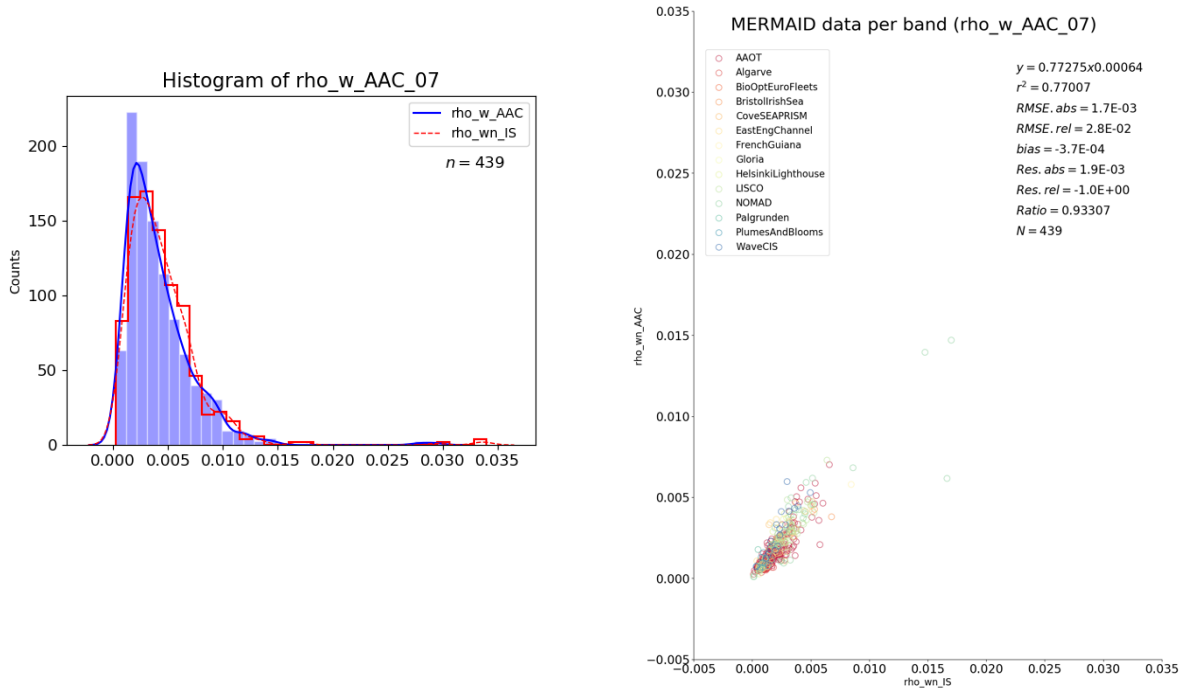 Histogram of rho_w_AAC_07
rho_w_AAC
rho_wn_IS
n = 439
Counts
200
150
100
50
0
0.000 0.005 0.010 0.015 0.020 0.025 0.030 0.035
MERMAID data per band (rho_w_AAC_07)
AAOT
Algarve
BioOptEuroFleets
BristolIrishSea
CoveSEAPRISM
EastEngChannel
FrenchGuiana
Gloria
HelsinkiLighthouse
LISCO
NOMAD
Palgrunden
PlumesAndBlooms
WaveCIS
y = 0.77275x0.00064
r² = 0.77007
RMSE.abs = 1.7E-03
RMSE.rel = 2.8E-02
bias = -3.7E-04
Res.abs = 1.9E-03
Res.rel = -1.0E+00
Ratio = 0.93307
N = 439
rho_wn_AAC
0.035
0.030
0.025
0.020
0.015
0.010
0.005
0.000
−0.005
−0.005 0.000 0.005 0.010 0.015 0.020 0.025 0.030 0.035
rho_wn_IS